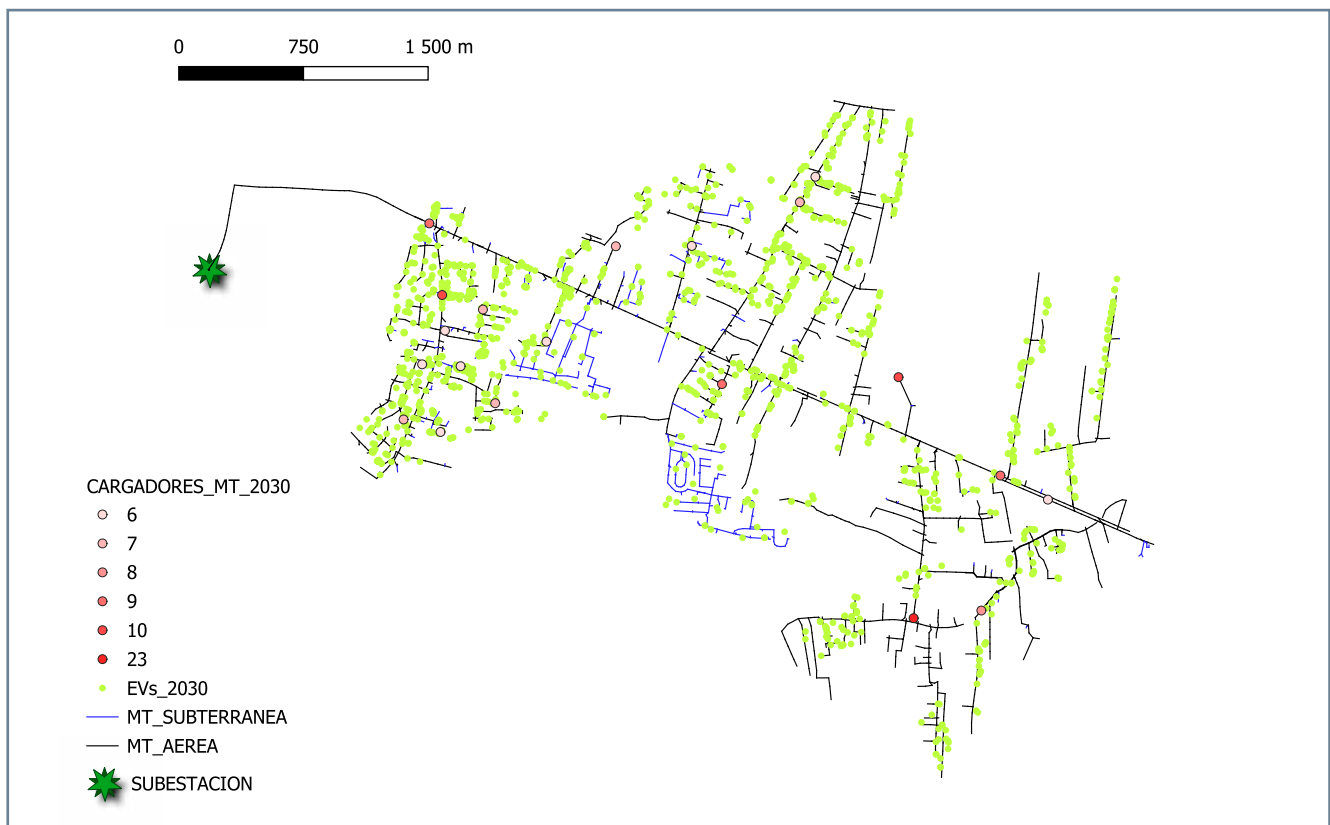 0 750 1 500 m
CARGADORES_MT_2030
6
7
8
9
10
23
EVs_2030
MT_SUBTERRANEA
MT_AEREA
SUBESTACION